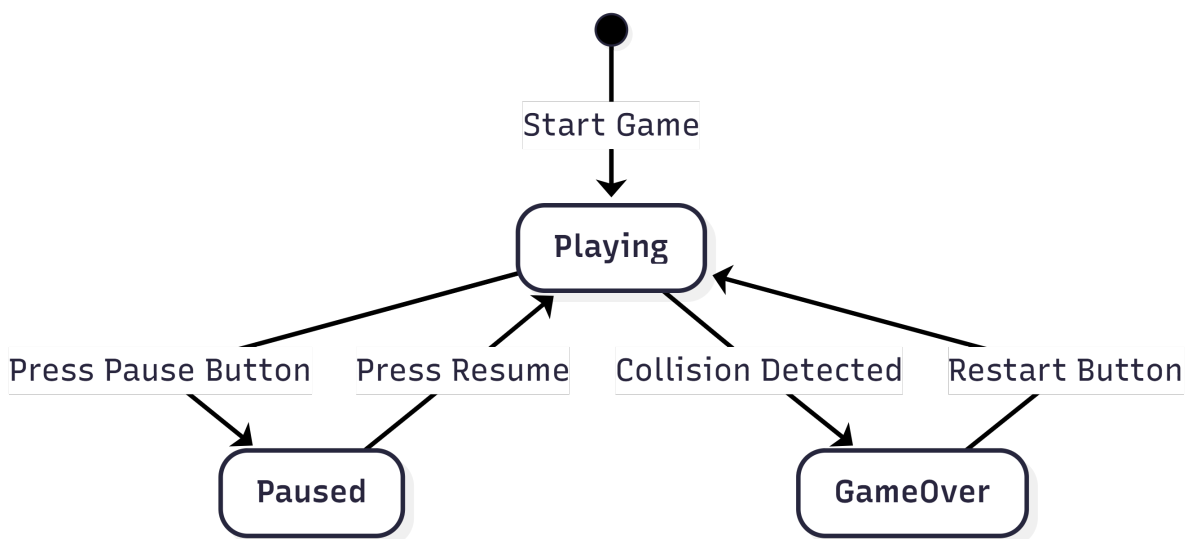 Start Game
Playing
Press Pause Button
Press Resume
Collision Detected
Restart Button
Paused
GameOver